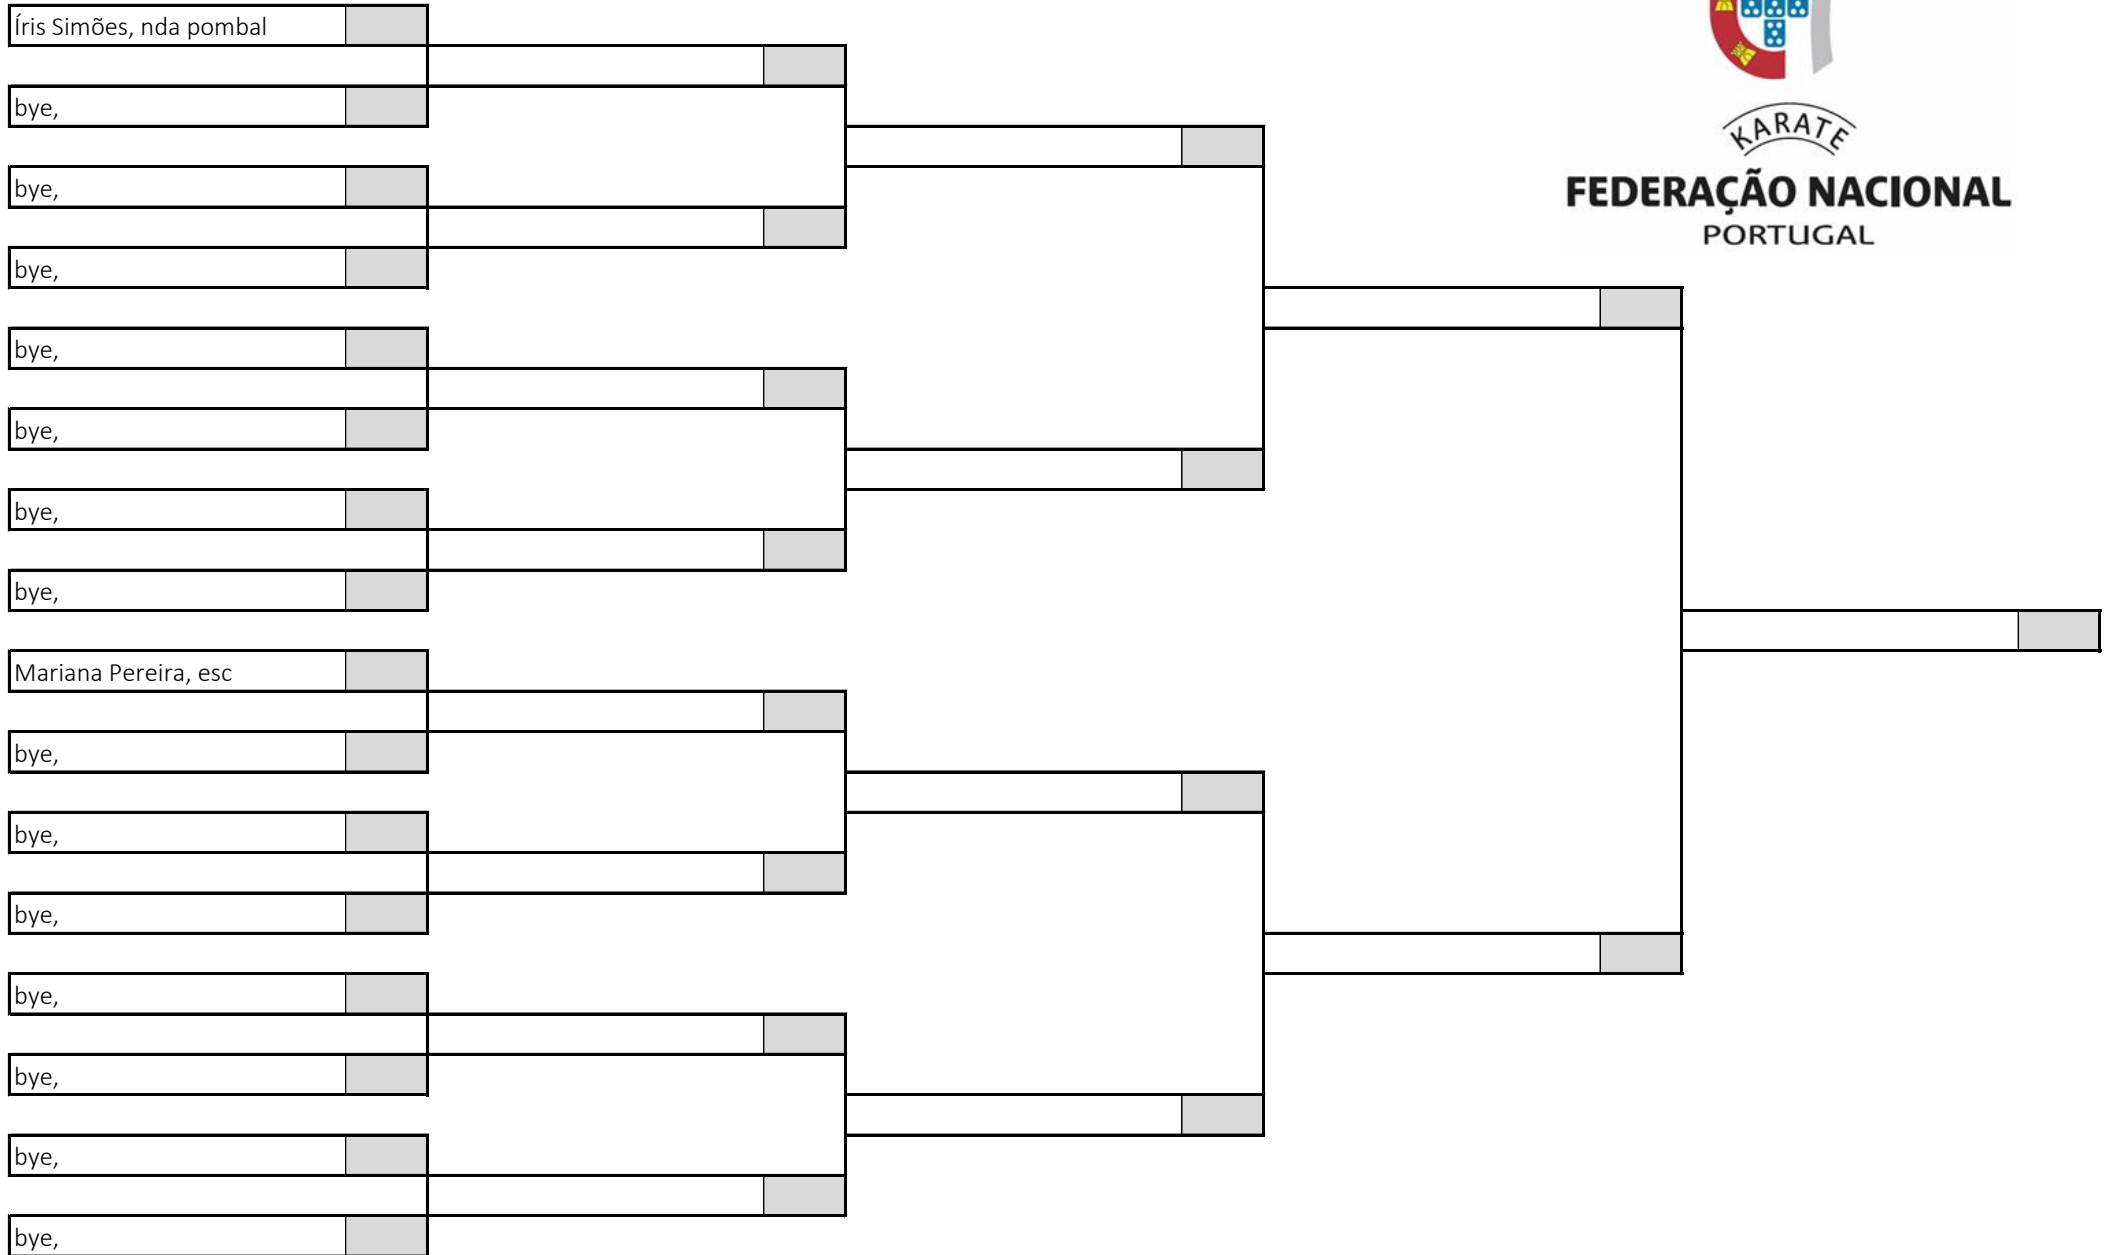 Íris Simões, nda pombal
bye,
bye,
bye,
bye,
bye,
bye,
bye,
Mariana Pereira, esc
bye,
bye,
bye,
bye,
bye,
bye,
bye,
KARATE
FEDERAÇÃO NACIONAL
PORTUGAL